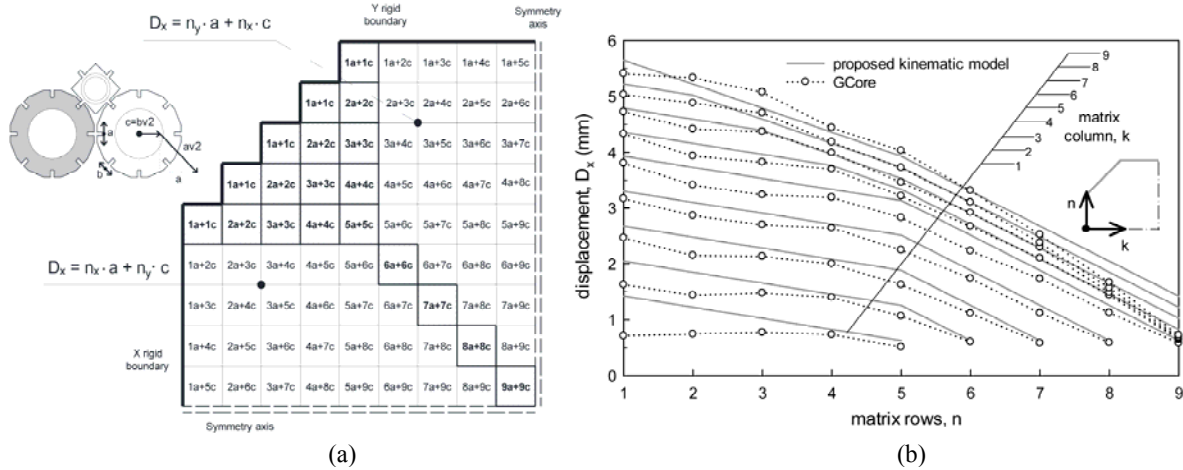 D_x = n_y · a + n_x · c
Y rigid
boundary
Symmetry
axis
c=bv2
a
b
av2
a
1a+1c 1a+2c 1a+3c 1a+4c 1a+5c
1a+1c 2a+2c 2a+3c 2a+4c 2a+5c 2a+6c
1a+1c 2a+2c 3a+3c 3a+4c 3a+5c 3a+6c 3a+7c
1a+1c 2a+2c 3a+3c 4a+4c 4a+5c 4a+6c 4a+7c 4a+8c
1a+1c 2a+2c 3a+3c 4a+4c 5a+5c 5a+6c 5a+7c 5a+8c 5a+9c
D_x = n_x · a + n_y · c
1a+2c 2a+3c 3a+4c 4a+5c 5a+6c 6a+6c 6a+7c 6a+8c 6a+9c
1a+3c 2a+4c 3a+5c 4a+6c 5a+7c 6a+7c 7a+7c 7a+8c 7a+9c
X rigid
boundary
1a+4c 2a+5c 3a+6c 4a+7c 5a+8c 6a+8c 7a+8c 8a+8c 8a+9c
1a+5c 2a+6c 3a+7c 4a+8c 5a+9c 6a+9c 7a+9c 8a+9c 9a+9c
Symmetry axis
(a)
displacement, D_x (mm)
6
5
4
3
2
1
0
proposed kinematic model
GCore
9
8
7
6
5
4
3
2
1
matrix
column, k
n
k
1 2 3 4 5 6 7 8 9
matrix rows, n
(b)